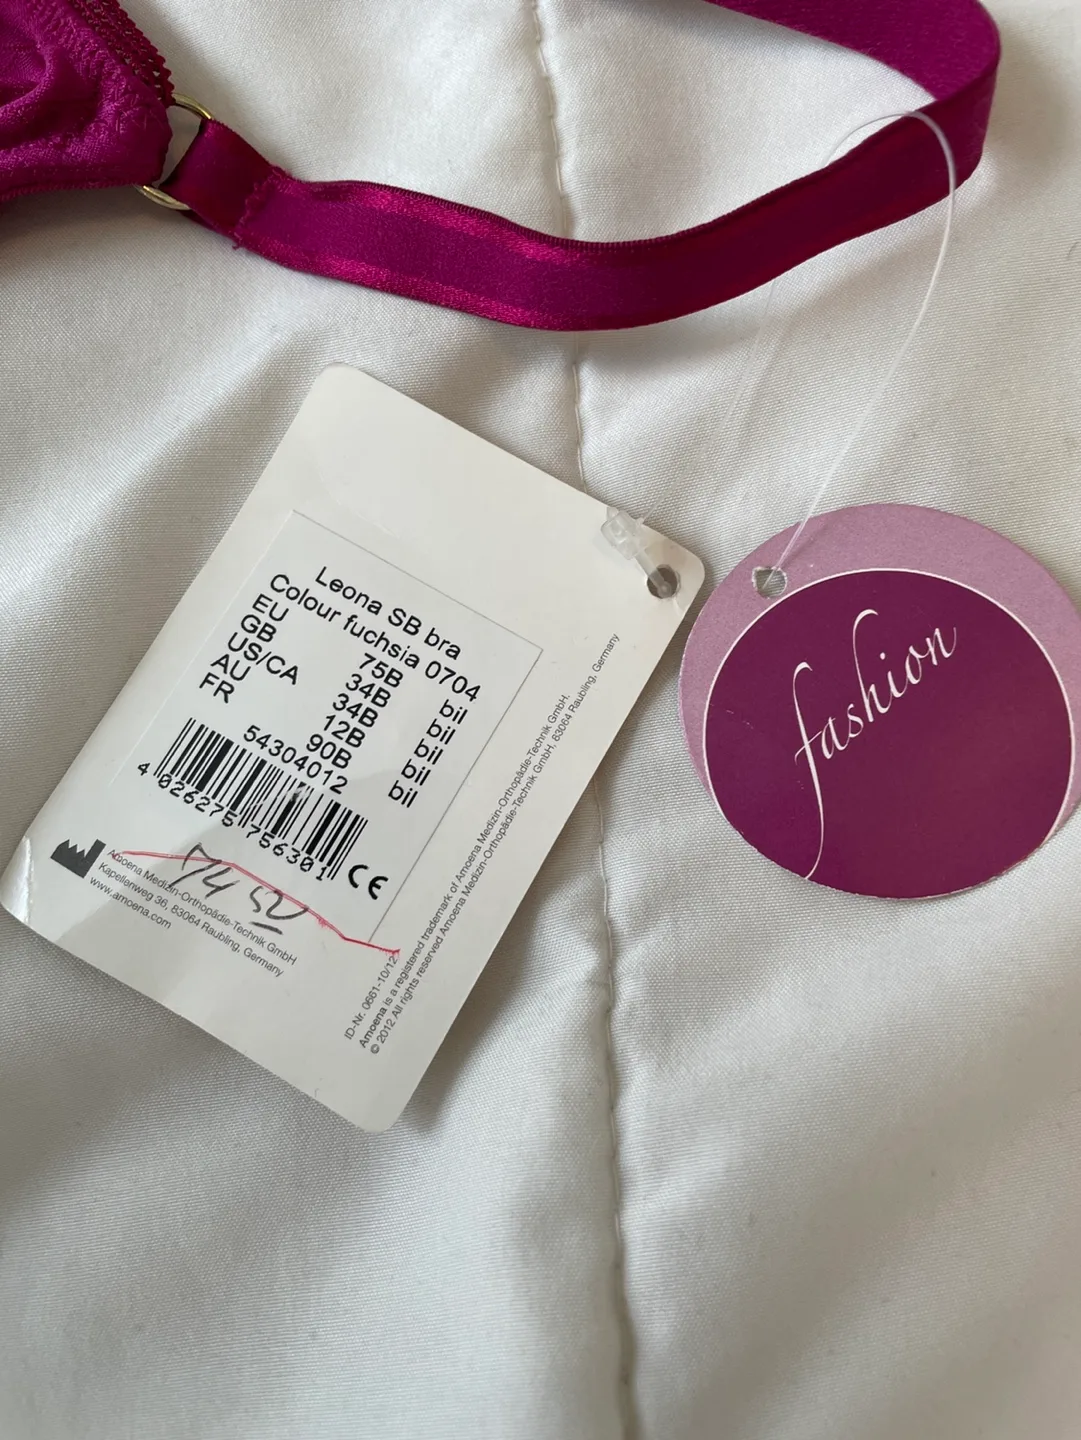 Leona SB bra
Colour fuchsia 0704
EU 75B bil
GB 34B bil
US/CA 34B bil
AU 12B bil
FR 90B bil
54304012
4 026275 756301
CE
Amoena Medizin-Orthopädie-Technik GmbH
Kapellenweg 36, 83064 Raubling, Germany
www.amoena.com
ID-Nr. 0661-10/12
Amoena is a registered trademark of Amoena Medizin-Orthopädie-Technik GmbH.
© 2012 All rights reserved Amoena Medizin-Orthopädie-Technik GmbH, 83064 Raubling, Germany
fashion